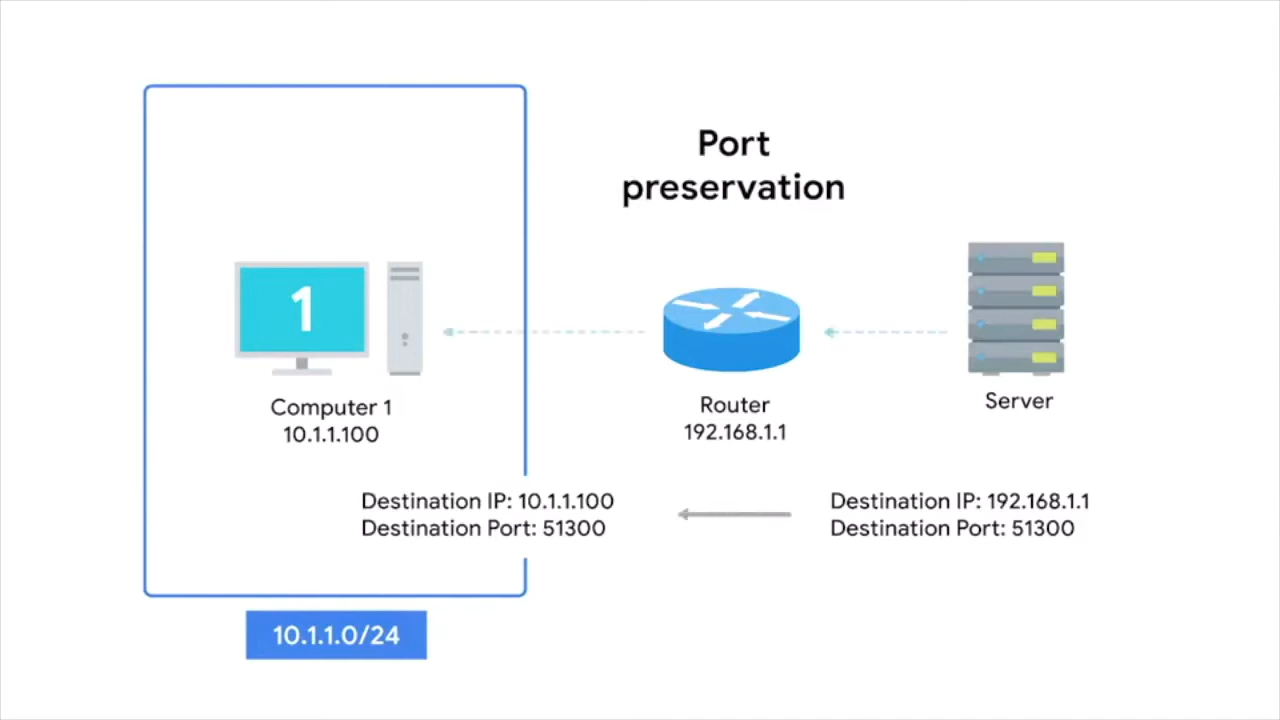 Port
preservation
1
Computer 1
10.1.1.100
Router
192.168.1.1
Server
Destination IP: 10.1.1.100
Destination Port: 51300
Destination IP: 192.168.1.1
Destination Port: 51300
10.1.1.0/24